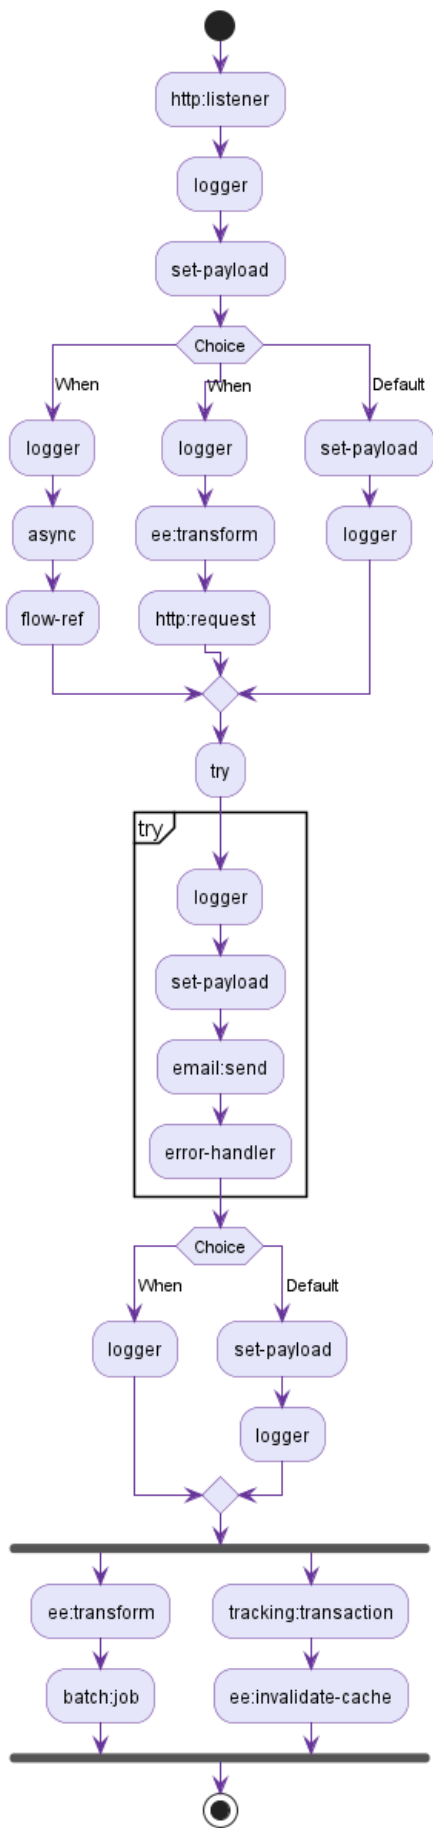 http:listener
logger
set-payload
Choice
When
When
Default
logger
logger
set-payload
async
ee:transform
logger
flow-ref
http:request
try
try
logger
set-payload
email:send
error-handler
Choice
When
Default
logger
set-payload
logger
ee:transform
tracking:transaction
batch:job
ee:invalidate-cache